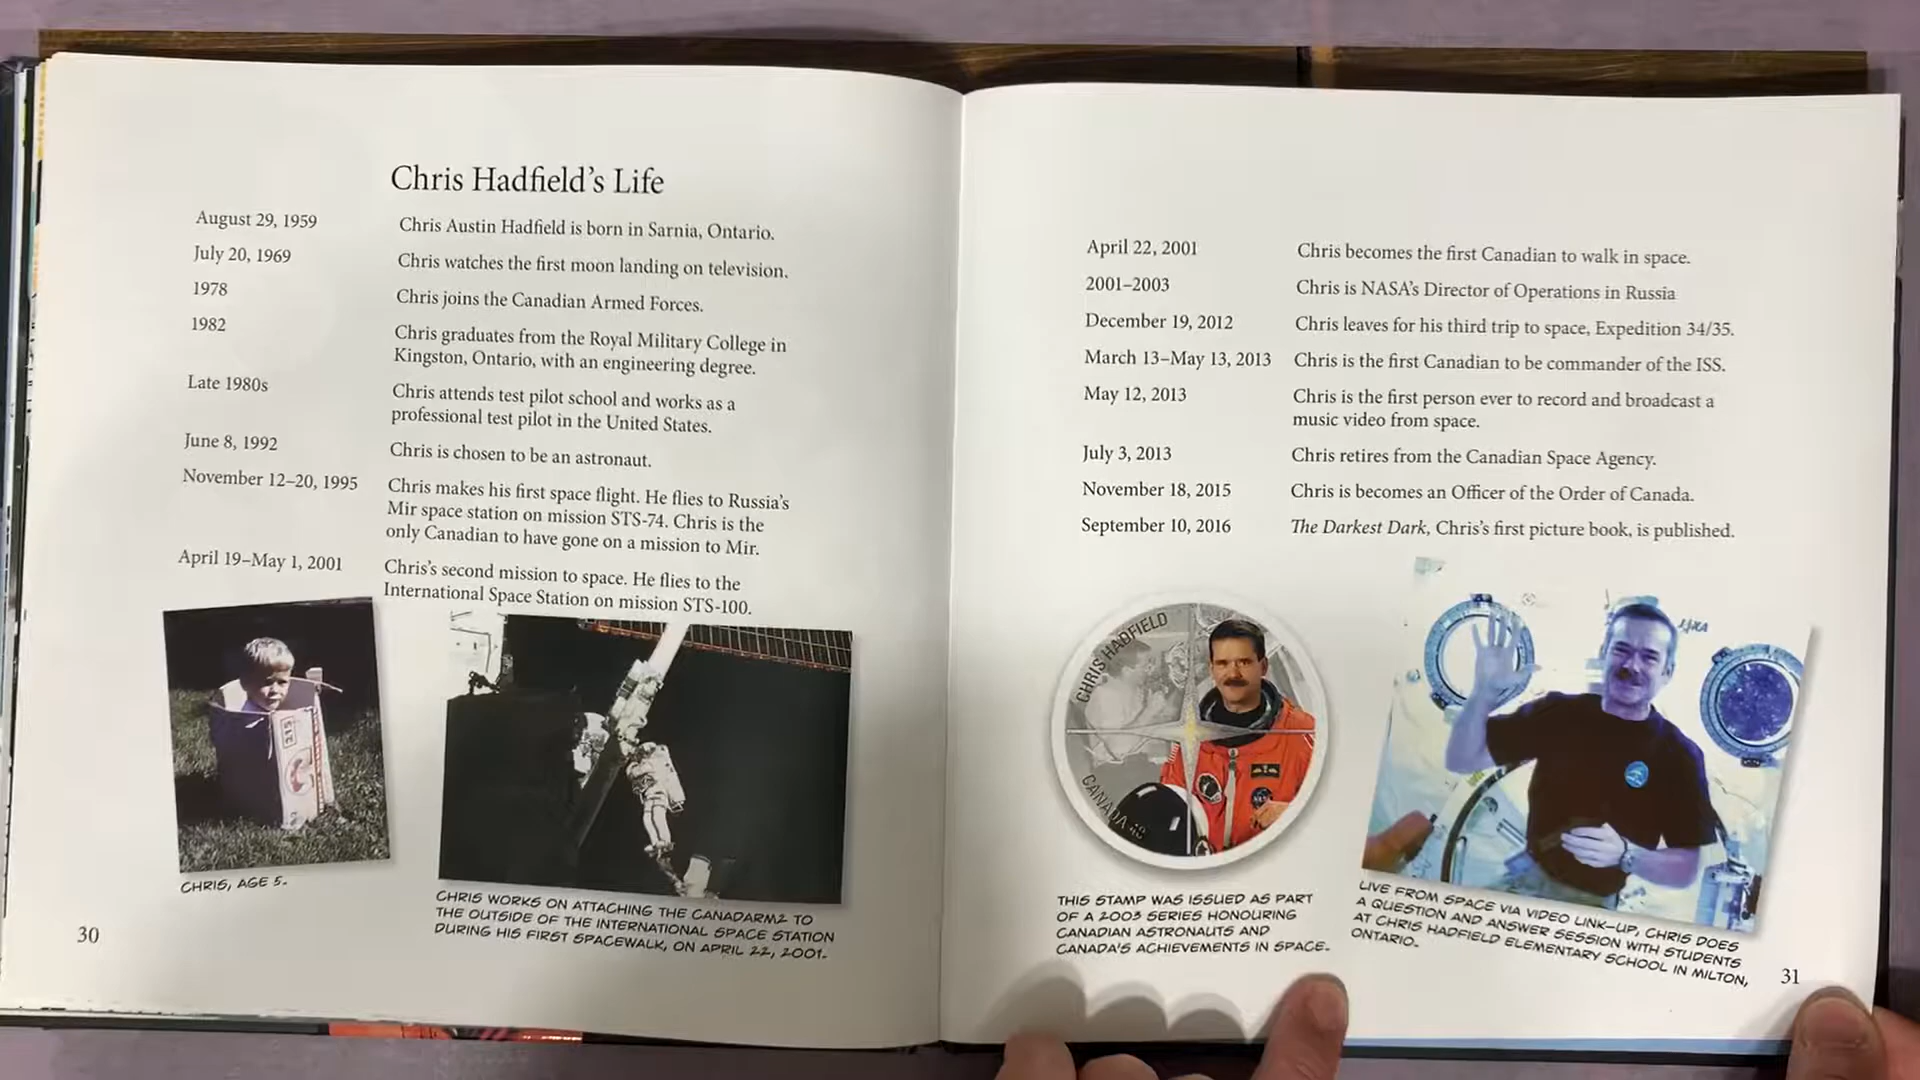 Chris Hadfield's Life
August 29, 1959 Chris Austin Hadfield is born in Sarnia, Ontario.
July 20, 1969 Chris watches the first moon landing on television.
1978 Chris joins the Canadian Armed Forces.
1982 Chris graduates from the Royal Military College in
Kingston, Ontario, with an engineering degree.
Late 1980s Chris attends test pilot school and works as a
professional test pilot in the United States.
June 8, 1992 Chris is chosen to be an astronaut.
November 12–20, 1995 Chris makes his first space flight. He flies to Russia's
Mir space station on mission STS-74. Chris is the
only Canadian to have gone on a mission to Mir.
April 19–May 1, 2001 Chris's second mission to space. He flies to the
International Space Station on mission STS-100.
215
CHRIS, AGE 5.
CHRIS WORKS ON ATTACHING THE CANADARM2 TO
THE OUTSIDE OF THE INTERNATIONAL SPACE STATION
DURING HIS FIRST SPACEWALK, ON APRIL 22, 2001.
30
April 22, 2001 Chris becomes the first Canadian to walk in space.
2001–2003 Chris is NASA's Director of Operations in Russia
December 19, 2012 Chris leaves for his third trip to space, Expedition 34/35.
March 13–May 13, 2013 Chris is the first Canadian to be commander of the ISS.
May 12, 2013 Chris is the first person ever to record and broadcast a
music video from space.
July 3, 2013 Chris retires from the Canadian Space Agency.
November 18, 2015 Chris is becomes an Officer of the Order of Canada.
September 10, 2016 The Darkest Dark, Chris's first picture book, is published.
CHRIS HADFIELD
CANADA 48
THIS STAMP WAS ISSUED AS PART
OF A 2003 SERIES HONOURING
CANADIAN ASTRONAUTS AND
CANADA'S ACHIEVEMENTS IN SPACE.
LIVE FROM SPACE VIA VIDEO LINK-UP, CHRIS DOES
A QUESTION AND ANSWER SESSION WITH STUDENTS
AT CHRIS HADFIELD ELEMENTARY SCHOOL IN MILTON,
ONTARIO.
31